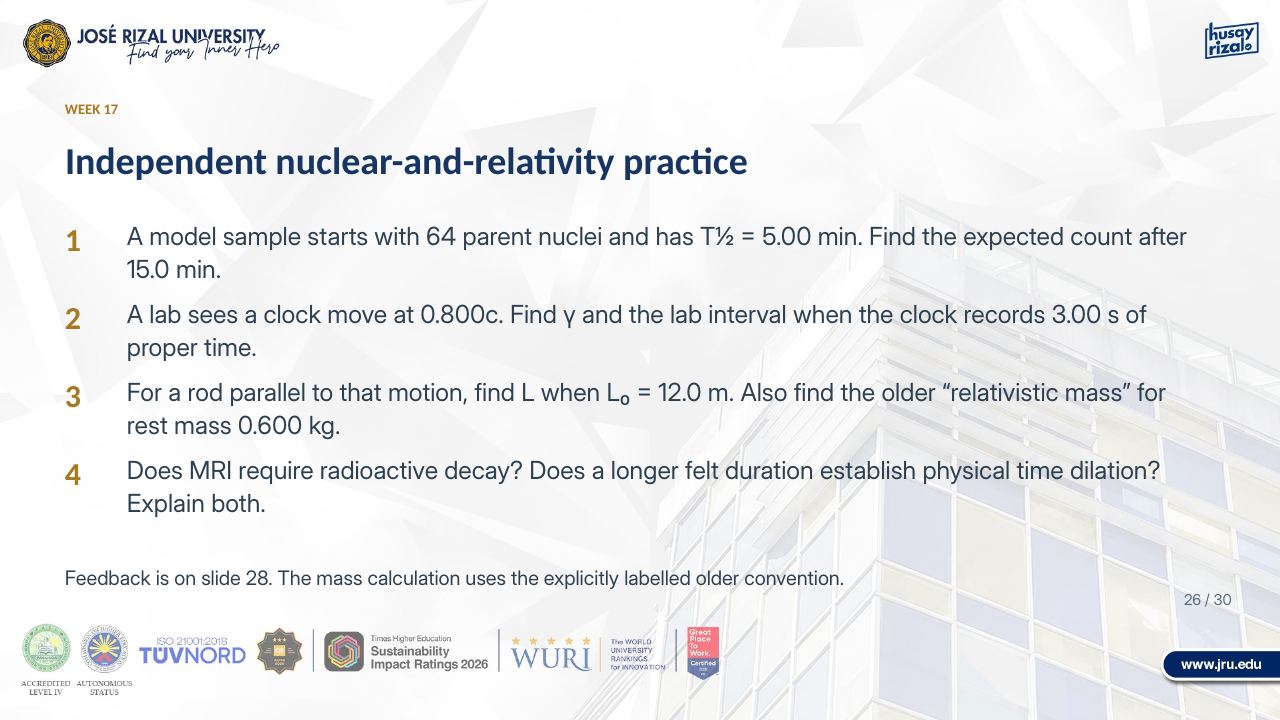 JOSÉ RIZAL UNIVERSITY
Find your Inner Hero
husay
rizal
WEEK 17
Independent nuclear-and-relativity practice
1 A model sample starts with 64 parent nuclei and has T½ = 5.00 min. Find the expected count after
15.0 min.
2 A lab sees a clock move at 0.800c. Find γ and the lab interval when the clock records 3.00 s of
proper time.
3 For a rod parallel to that motion, find L when L₀ = 12.0 m. Also find the older “relativistic mass” for
rest mass 0.600 kg.
4 Does MRI require radioactive decay? Does a longer felt duration establish physical time dilation?
Explain both.
Feedback is on slide 28. The mass calculation uses the explicitly labelled older convention.
26 / 30
ACCREDITED
LEVEL IV
AUTONOMOUS
STATUS
ISO 21001:2018
TÜVNORD
Times Higher Education
Sustainability
Impact Ratings 2026
WURI
The WORLD
UNIVERSITY
RANKINGS
for INNOVATION
Great
Place
To
Work.
Certified
www.jru.edu